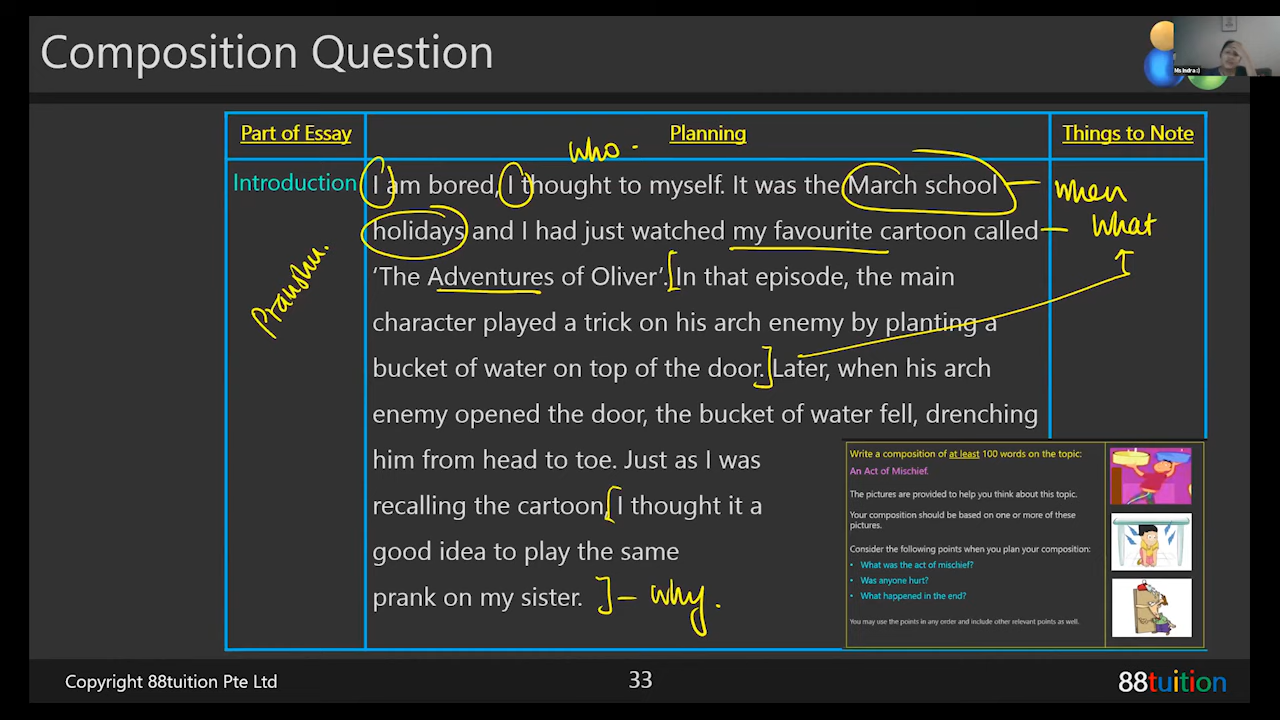 Composition Question
Ms Indra :)
Part of Essay
Planning
Things to Note
who.
Introduction
I am bored, I thought to myself. It was the March school
when
holidays and I had just watched my favourite cartoon called
what
'The Adventures of Oliver'. In that episode, the main
Pranshu.
character played a trick on his arch enemy by planting a
bucket of water on top of the door. Later, when his arch
enemy opened the door, the bucket of water fell, drenching
him from head to toe. Just as I was
recalling the cartoon, I thought it a
good idea to play the same
prank on my sister.
- why.
Write a composition of at least 100 words on the topic:
An Act of Mischief.
The pictures are provided to help you think about this topic.
Your composition should be based on one or more of these
pictures.
Consider the following points when you plan your composition:
• What was the act of mischief?
• Was anyone hurt?
• What happened in the end?
You may use the points in any order and include other relevant points as well.
Copyright 88tuition Pte Ltd
33
88tuition